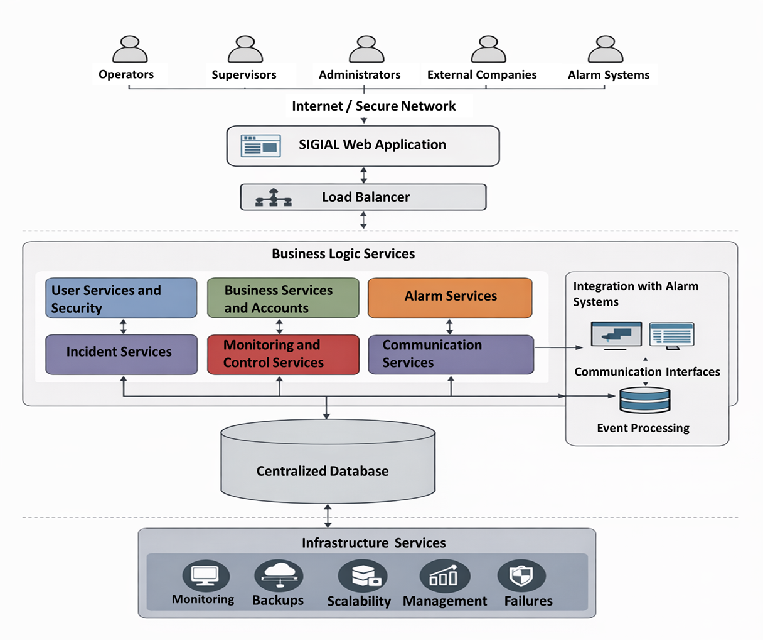 Operators
Supervisors
Administrators
External Companies
Alarm Systems
Internet / Secure Network
SIGIAL Web Application
Load Balancer
Business Logic Services
User Services and
Security
Business Services
and Accounts
Alarm Services
Incident Services
Monitoring and
Control Services
Communication
Services
Integration with Alarm
Systems
Communication Interfaces
Event Processing
Centralized Database
Infrastructure Services
Monitoring
Backups
Scalability
Management
Failures